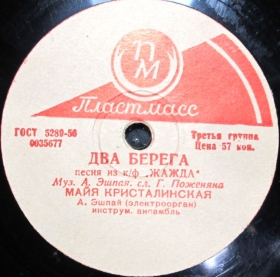 ПМ
Пластмасс
ГОСТ 5289-56
0035677
Третья группа
Цена 57 коп.
ДВА БЕРЕГА
песня из к/ф „ЖАЖДА“
Муз. А. Эшпая, сл. Г. Поженяна
МАЙЯ КРИСТАЛИНСКАЯ
А. Эшпай (электроорган)
инструм. ансамбль